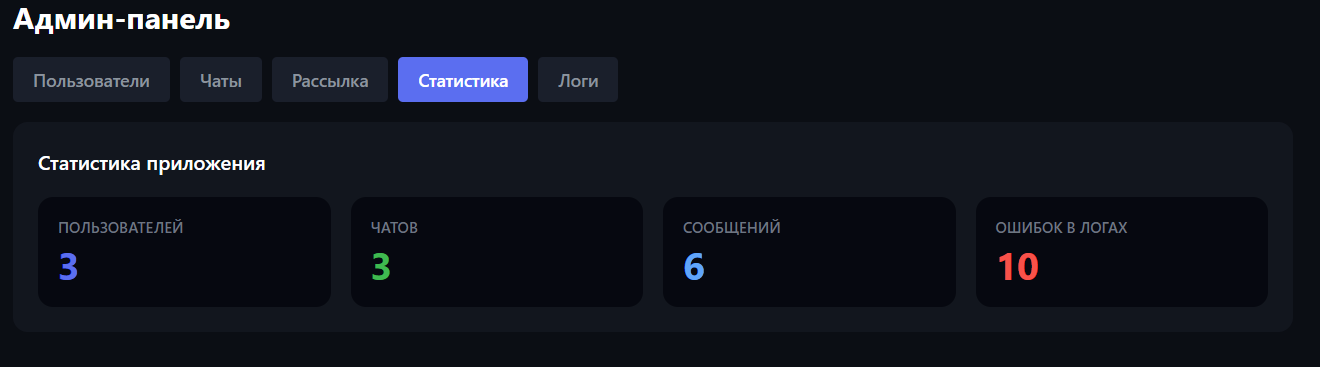 Админ-панель
Пользователи Чаты Рассылка Статистика Логи
Статистика приложения
ПОЛЬЗОВАТЕЛЕЙ ЧАТОВ СООБЩЕНИЙ ОШИБОК В ЛОГАХ
3 3 6 10